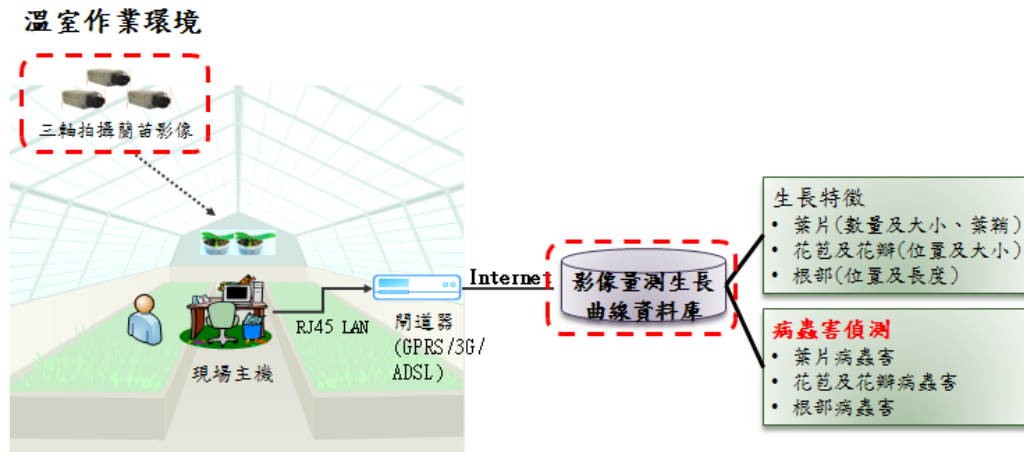 溫室作業環境
三軸拍攝蘭苗影像
Internet
RJ45 LAN
閘道器
(GPRS/3G/
ADSL)
現場主機
影像量測生長
曲線資料庫
生長特徵
• 葉片(數量及大小、葉鞘)
• 花苞及花瓣(位置及大小)
• 根部(位置及長度)
病蟲害偵測
• 葉片病蟲害
• 花苞及花瓣病蟲害
• 根部病蟲害